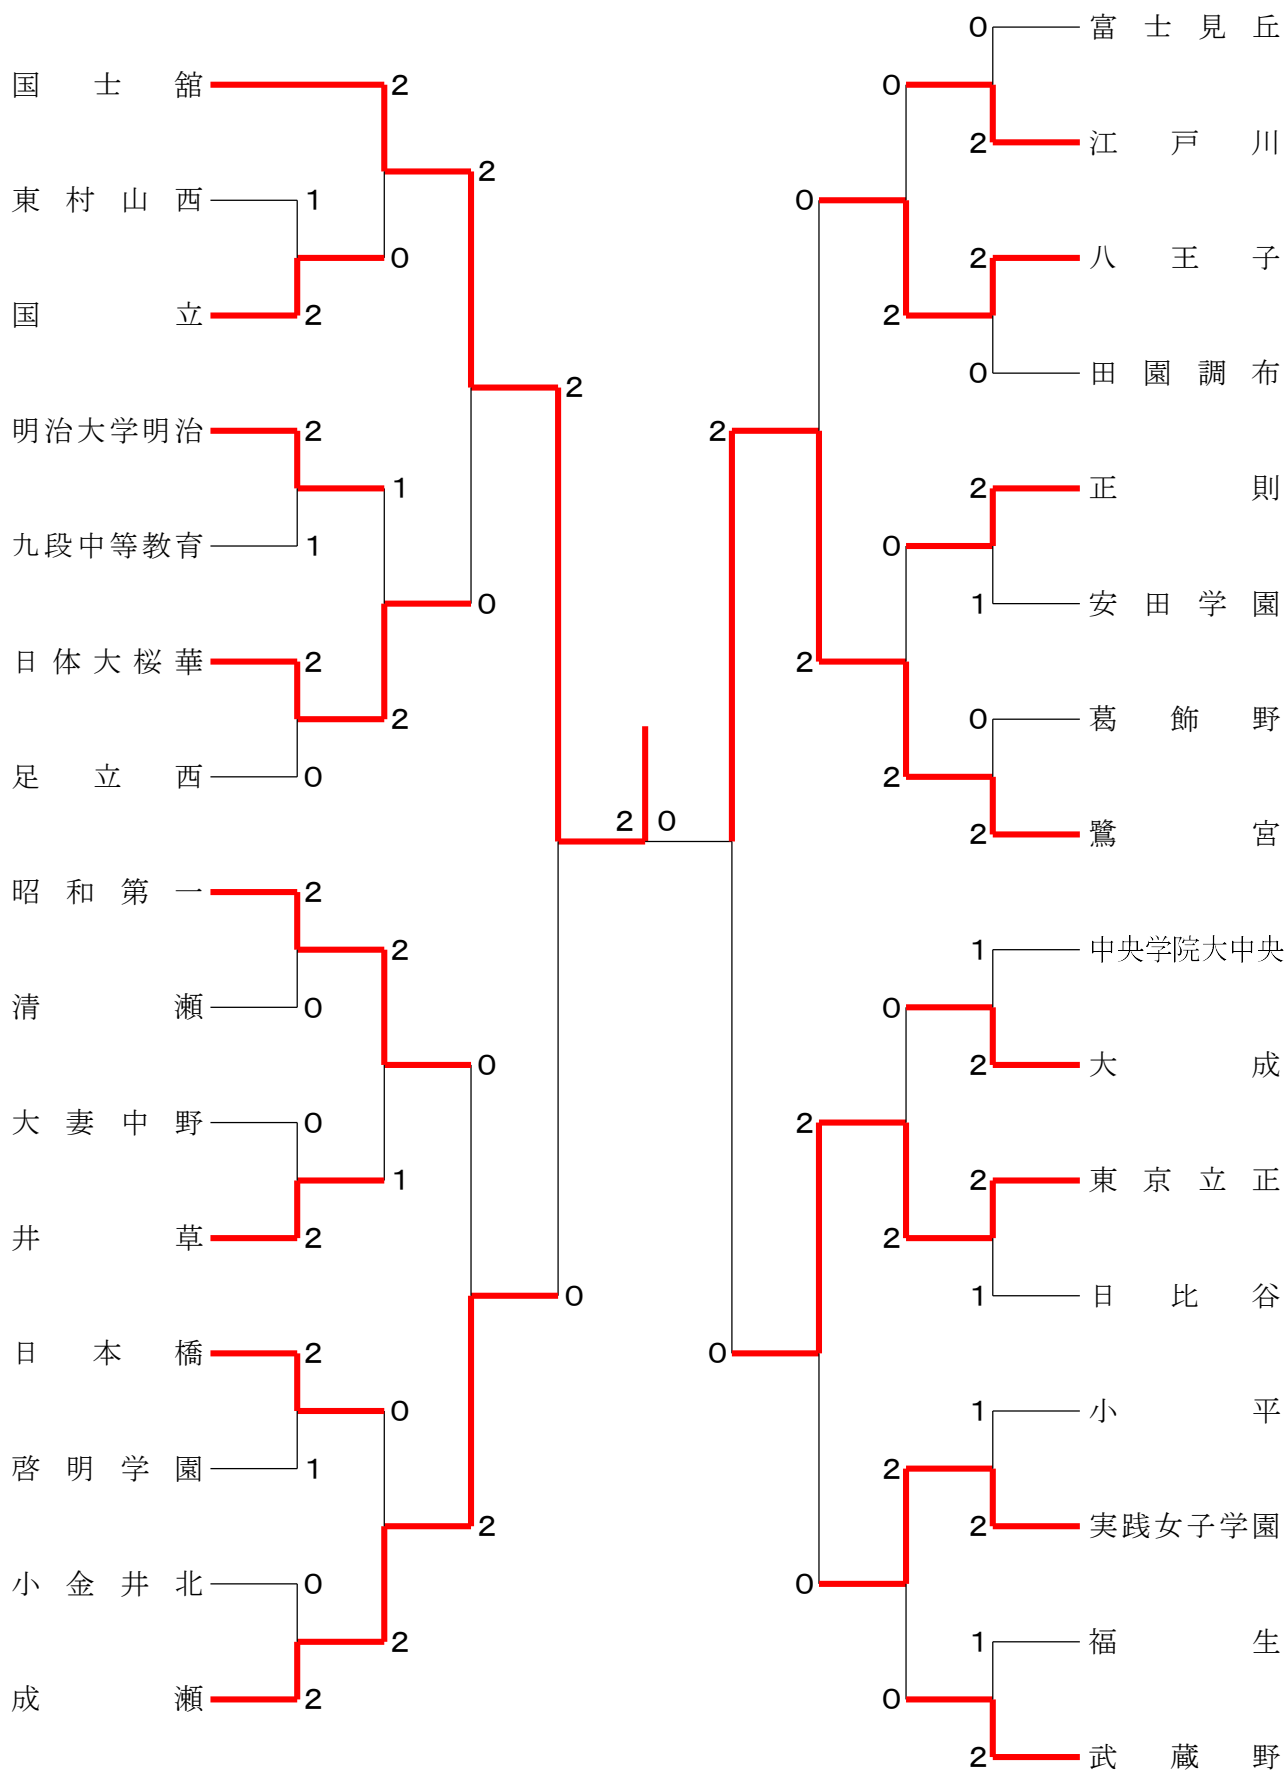 国士舘 2
東村山西 1
国立 2
明治大学明治 2
九段中等教育 1
日体大桜華 2
足立西 0
昭和第一 2
清瀬 0
大妻中野 0
井草 2
日本橋 2
啓明学園 1
小金井北 0
成瀬 2
0
1
2
2
1
0
2
2
0
0
2
2
0
2 0
2
0
0
2
2
0
0
2
0
2
0
2
2
0
0 富士見丘
2 江戸川
2 八王子
0 田園調布
2 正則
1 安田学園
0 葛飾野
2 鷺宮
1 中央学院大中央
2 大成
2 東京立正
1 日比谷
1 小平
2 実践女子学園
1 福生
2 武蔵野